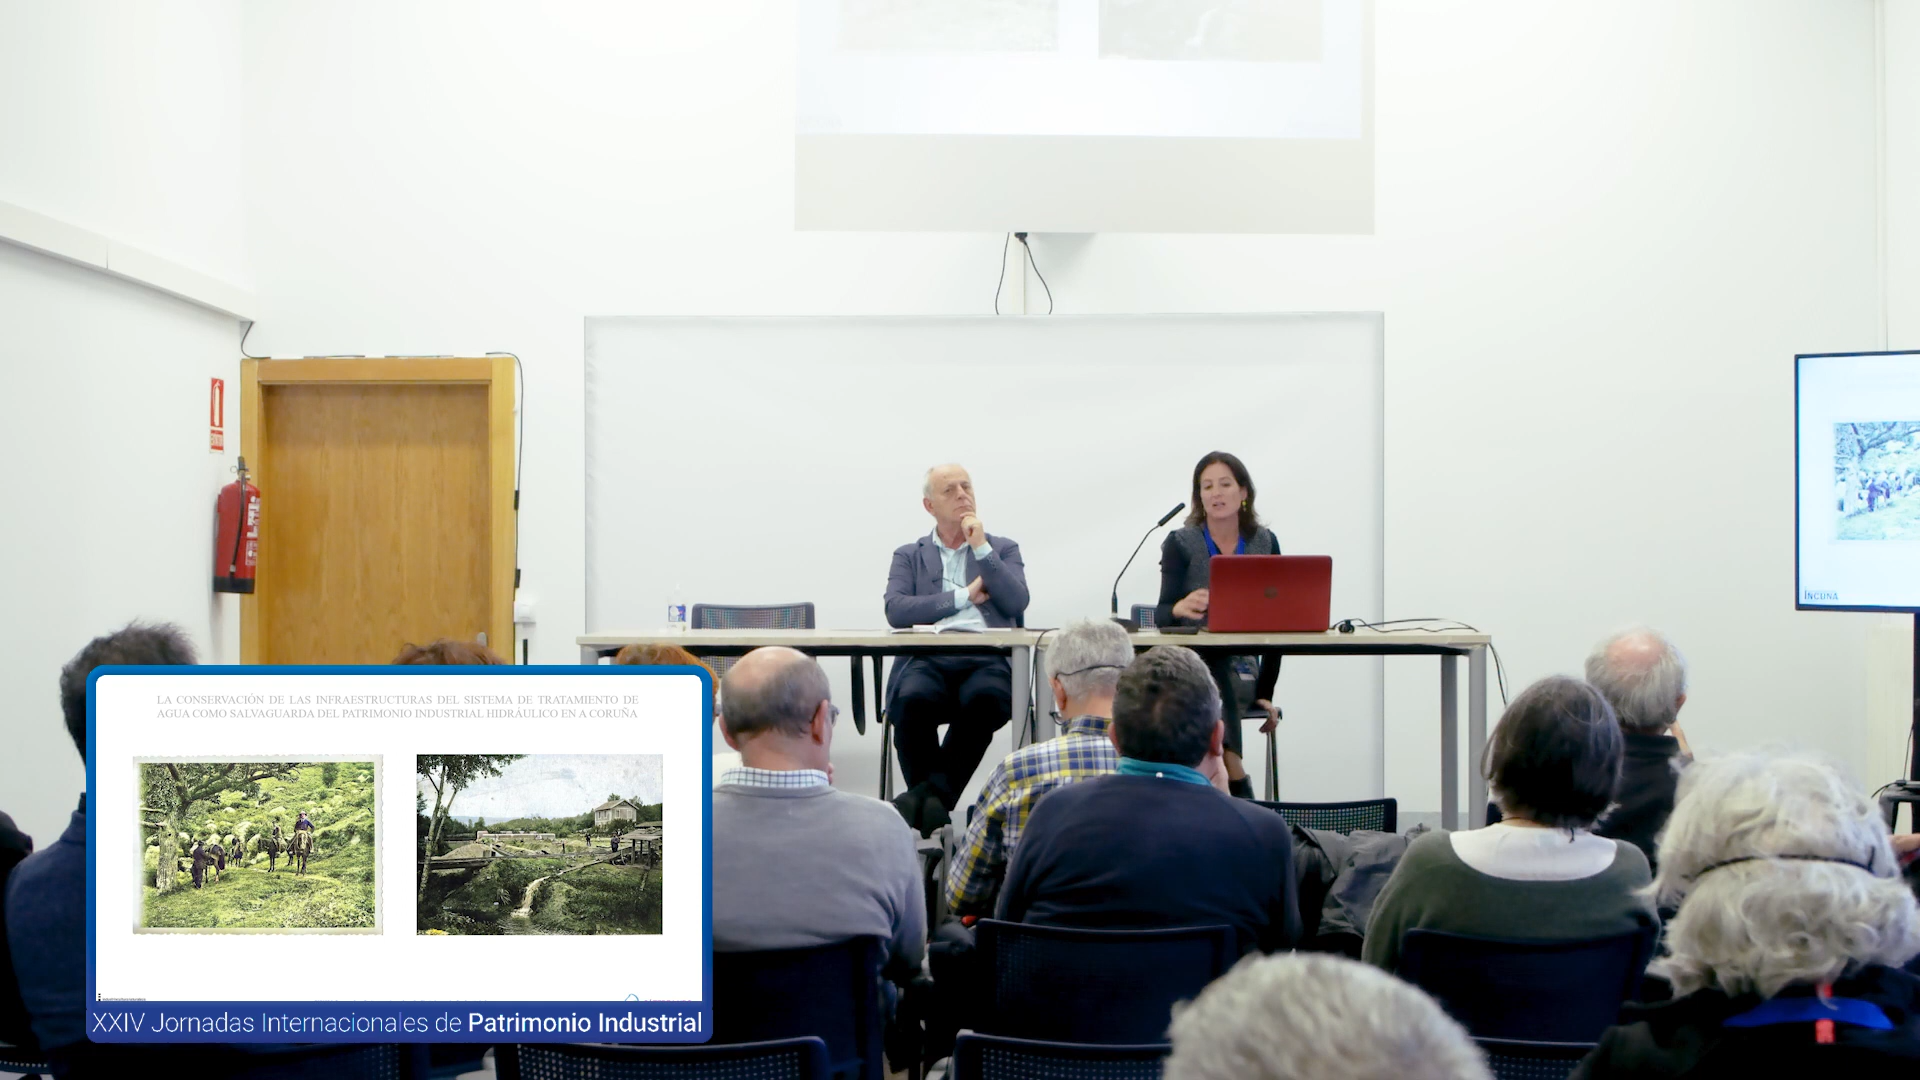 INCUNA
LA CONSERVACIÓN DE LAS INFRAESTRUCTURAS DEL SISTEMA DE TRATAMIENTO DE
AGUA COMO SALVAGUARDA DEL PATRIMONIO INDUSTRIAL HIDRÁULICO EN A CORUÑA
XXIV Jornadas Internacionales de Patrimonio Industrial